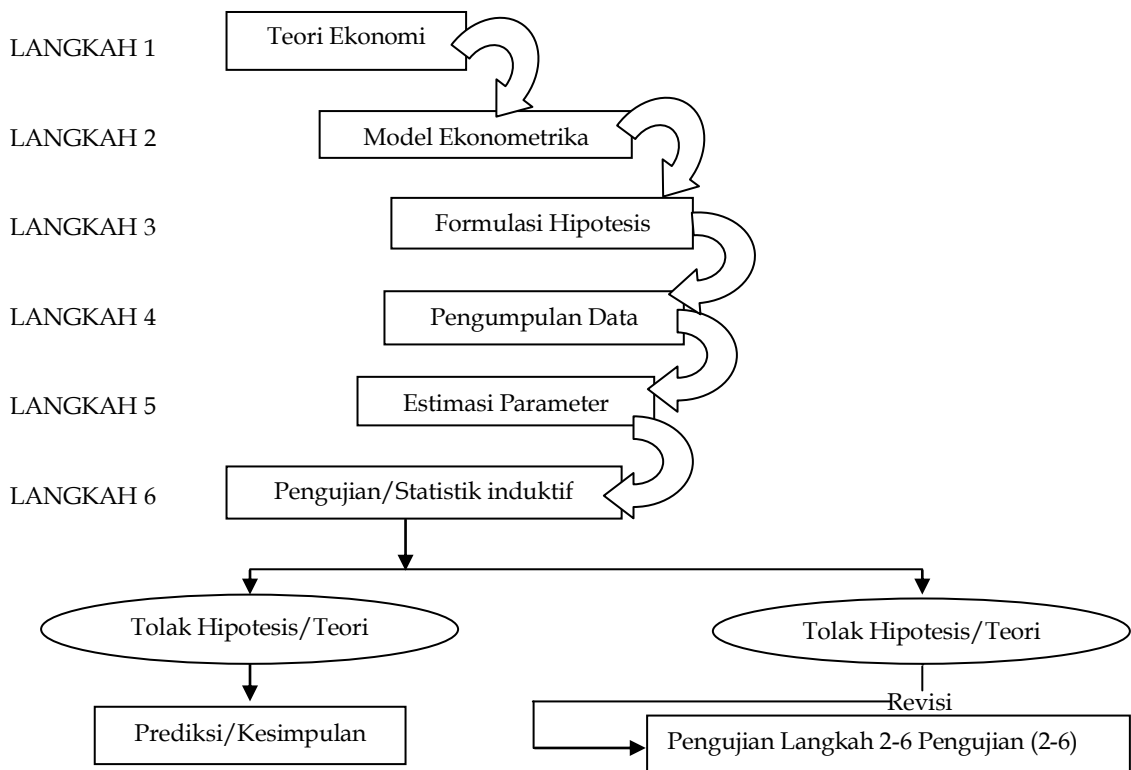 LANGKAH 1
Teori Ekonomi
LANGKAH 2
Model Ekonometrika
LANGKAH 3
Formulasi Hipotesis
LANGKAH 4
Pengumpulan Data
LANGKAH 5
Estimasi Parameter
LANGKAH 6
Pengujian/Statistik induktif
Tolak Hipotesis/Teori
Tolak Hipotesis/Teori
Revisi
Prediksi/Kesimpulan
Pengujian Langkah 2-6 Pengujian (2-6)